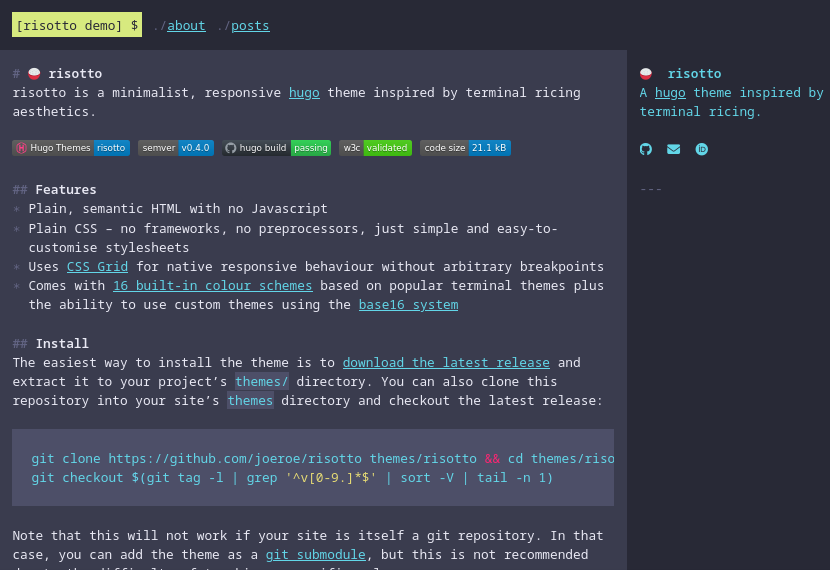 [risotto demo] $ ./about ./posts
# risotto
risotto is a minimalist, responsive hugo theme inspired by terminal ricing
aesthetics.
Hugo Themes risotto semver v0.4.0 hugo build passing w3c validated code size 21.1 kB
## Features
* Plain, semantic HTML with no Javascript
* Plain CSS – no frameworks, no preprocessors, just simple and easy-to-
customise stylesheets
* Uses CSS Grid for native responsive behaviour without arbitrary breakpoints
* Comes with 16 built-in colour schemes based on popular terminal themes plus
the ability to use custom themes using the base16 system
## Install
The easiest way to install the theme is to download the latest release and
extract it to your project’s themes/ directory. You can also clone this
repository into your site’s themes directory and checkout the latest release:
git clone https://github.com/joeroe/risotto themes/risotto && cd themes/riso
git checkout $(git tag -l | grep '^v[0-9.]*$' | sort -V | tail -n 1)
Note that this will not work if your site is itself a git repository. In that
case, you can add the theme as a git submodule, but this is not recommended
risotto
A hugo theme inspired by
terminal ricing.
---